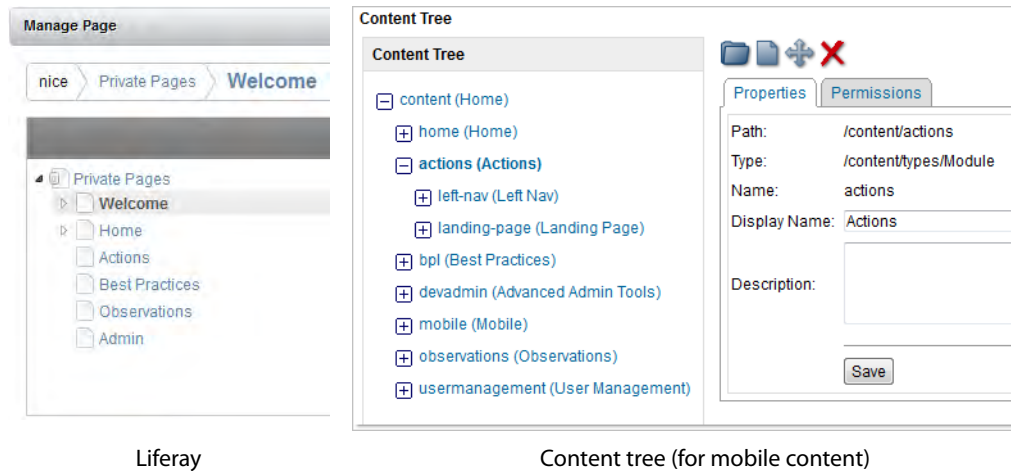 Manage Page
nice Private Pages Welcome
Private Pages
Welcome
Home
Actions
Best Practices
Observations
Admin
Liferay
Content Tree
Content Tree
content (Home)
home (Home)
actions (Actions)
left-nav (Left Nav)
landing-page (Landing Page)
bpl (Best Practices)
devadmin (Advanced Admin Tools)
mobile (Mobile)
observations (Observations)
usermanagement (User Management)
Properties Permissions
Path: /content/actions
Type: /content/types/Module
Name: actions
Display Name: Actions
Description:
Save
Content tree (for mobile content)